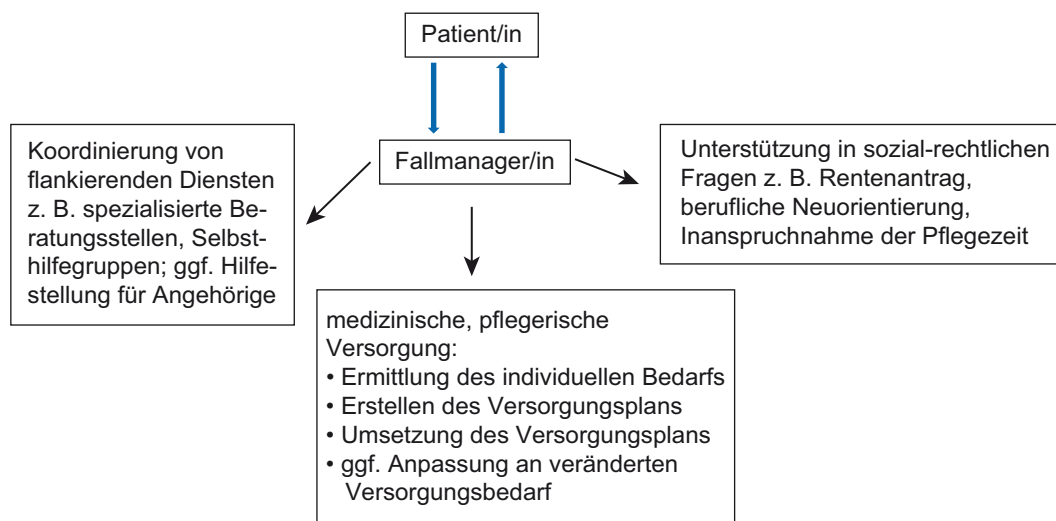 Patient/in
Fallmanager/in
Koordinierung von
flankierenden Diensten
z. B. spezialisierte Be-
ratungsstellen, Selbst-
hilfegruppen; ggf. Hilfe-
stellung für Angehörige
Unterstützung in sozial-rechtlichen
Fragen z. B. Rentenantrag,
berufliche Neuorientierung,
Inanspruchnahme der Pflegezeit
medizinische, pflegerische
Versorgung:
• Ermittlung des individuellen Bedarfs
• Erstellen des Versorgungsplans
• Umsetzung des Versorgungsplans
• ggf. Anpassung an veränderten
Versorgungsbedarf